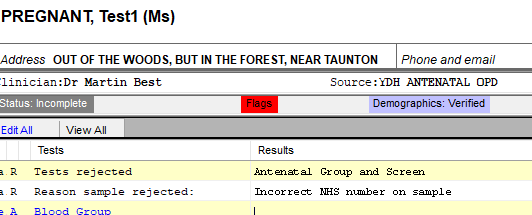 PREGNANT, Test1 (Ms)
Address OUT OF THE WOODS, BUT IN THE FOREST, NEAR TAUNTON Phone and email
Clinician:Dr Martin Best Source:YDH ANTENATAL OPD
Status: Incomplete Flags Demographics: Verified
Edit All View All
Tests Results
R Tests rejected Antenatal Group and Screen
R Reason sample rejected: Incorrect NHS number on sample
A Blood Group